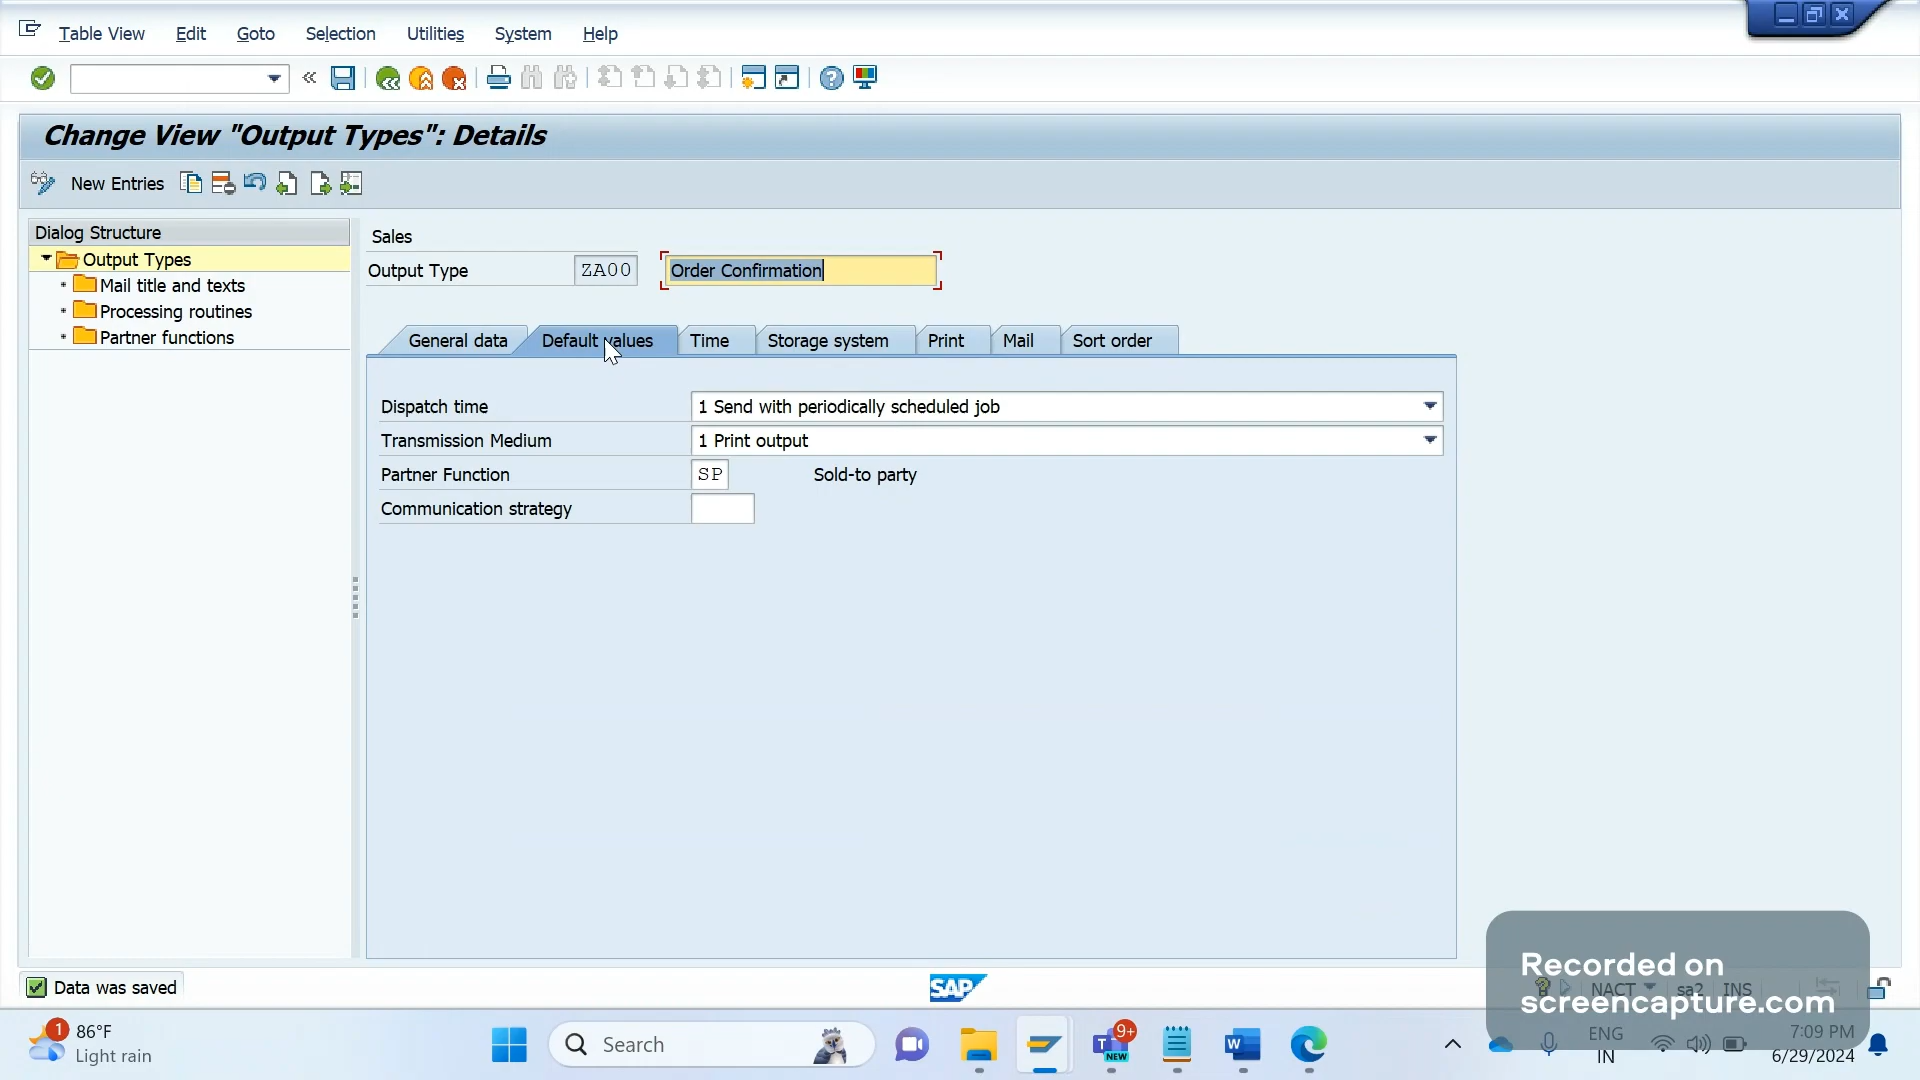 Table View Edit Goto Selection Utilities System Help
Change View "Output Types": Details
New Entries
Dialog Structure
Output Types
Mail title and texts
Processing routines
Partner functions
Sales
Output Type ZA00 Order Confirmation
General data Default values Time Storage system Print Mail Sort order
Dispatch time 1 Send with periodically scheduled job
Transmission Medium 1 Print output
Partner Function SP Sold-to party
Communication strategy
Data was saved
SAP
NACT sa2 INS
Recorded on
screencapture.com
1 86°F
Light rain
Search
9+
T NEW
W
ENG
IN
7:09 PM
6/29/2024